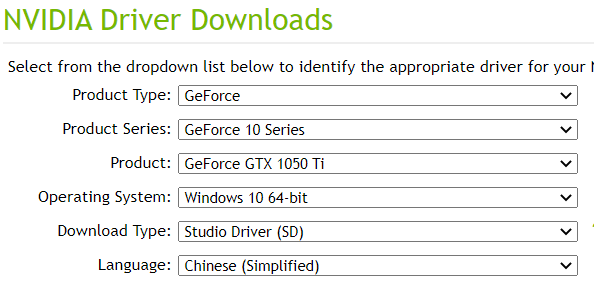 NVIDIA Driver Downloads
Select from the dropdown list below to identify the appropriate driver for your
Product Type: GeForce
Product Series: GeForce 10 Series
Product: GeForce GTX 1050 Ti
Operating System: Windows 10 64-bit
Download Type: Studio Driver (SD)
Language: Chinese (Simplified)